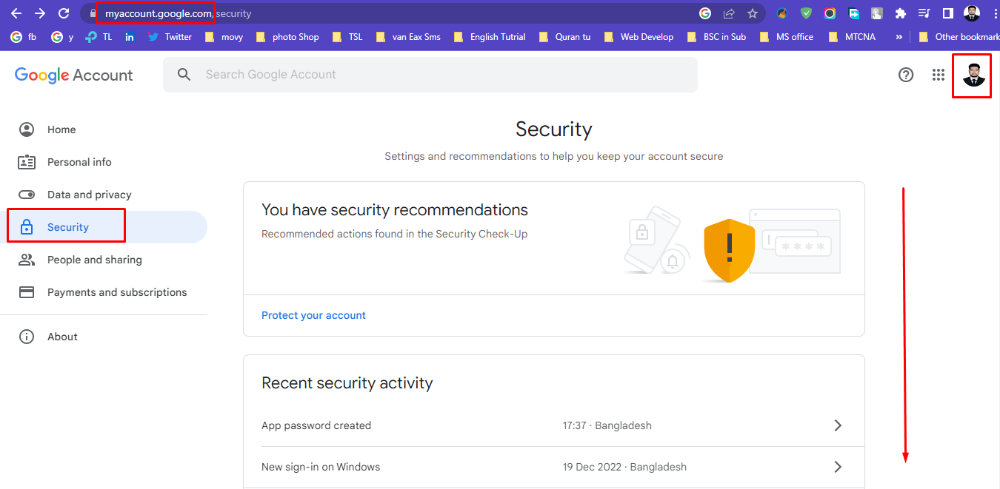 myaccount.google.com/security
fb y TL in Twitter movy photo Shop TSL van Eax Sms English Tutrial Quran tu Web Develop BSC in Sub MS office MTCNA » Other bookmark
Google Account Search Google Account
Home
Personal info
Data and privacy
Security
People and sharing
Payments and subscriptions
About
Security
Settings and recommendations to help you keep your account secure
You have security recommendations
Recommended actions found in the Security Check-Up
Protect your account
Recent security activity
App password created 17:37 · Bangladesh
New sign-in on Windows 19 Dec 2022 · Bangladesh